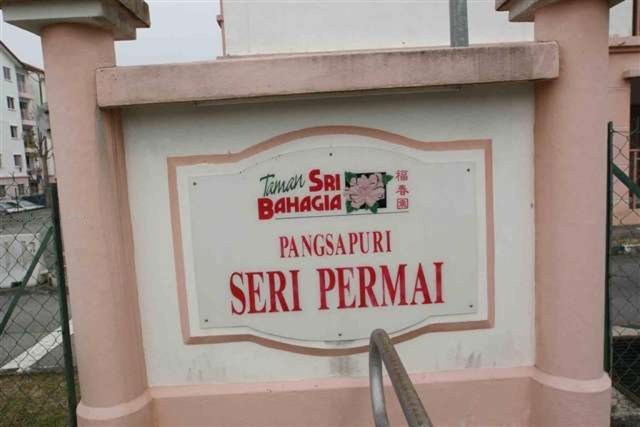 Taman SRI
BAHAGIA
福春園
PANGSAPURI
SERI PERMAI